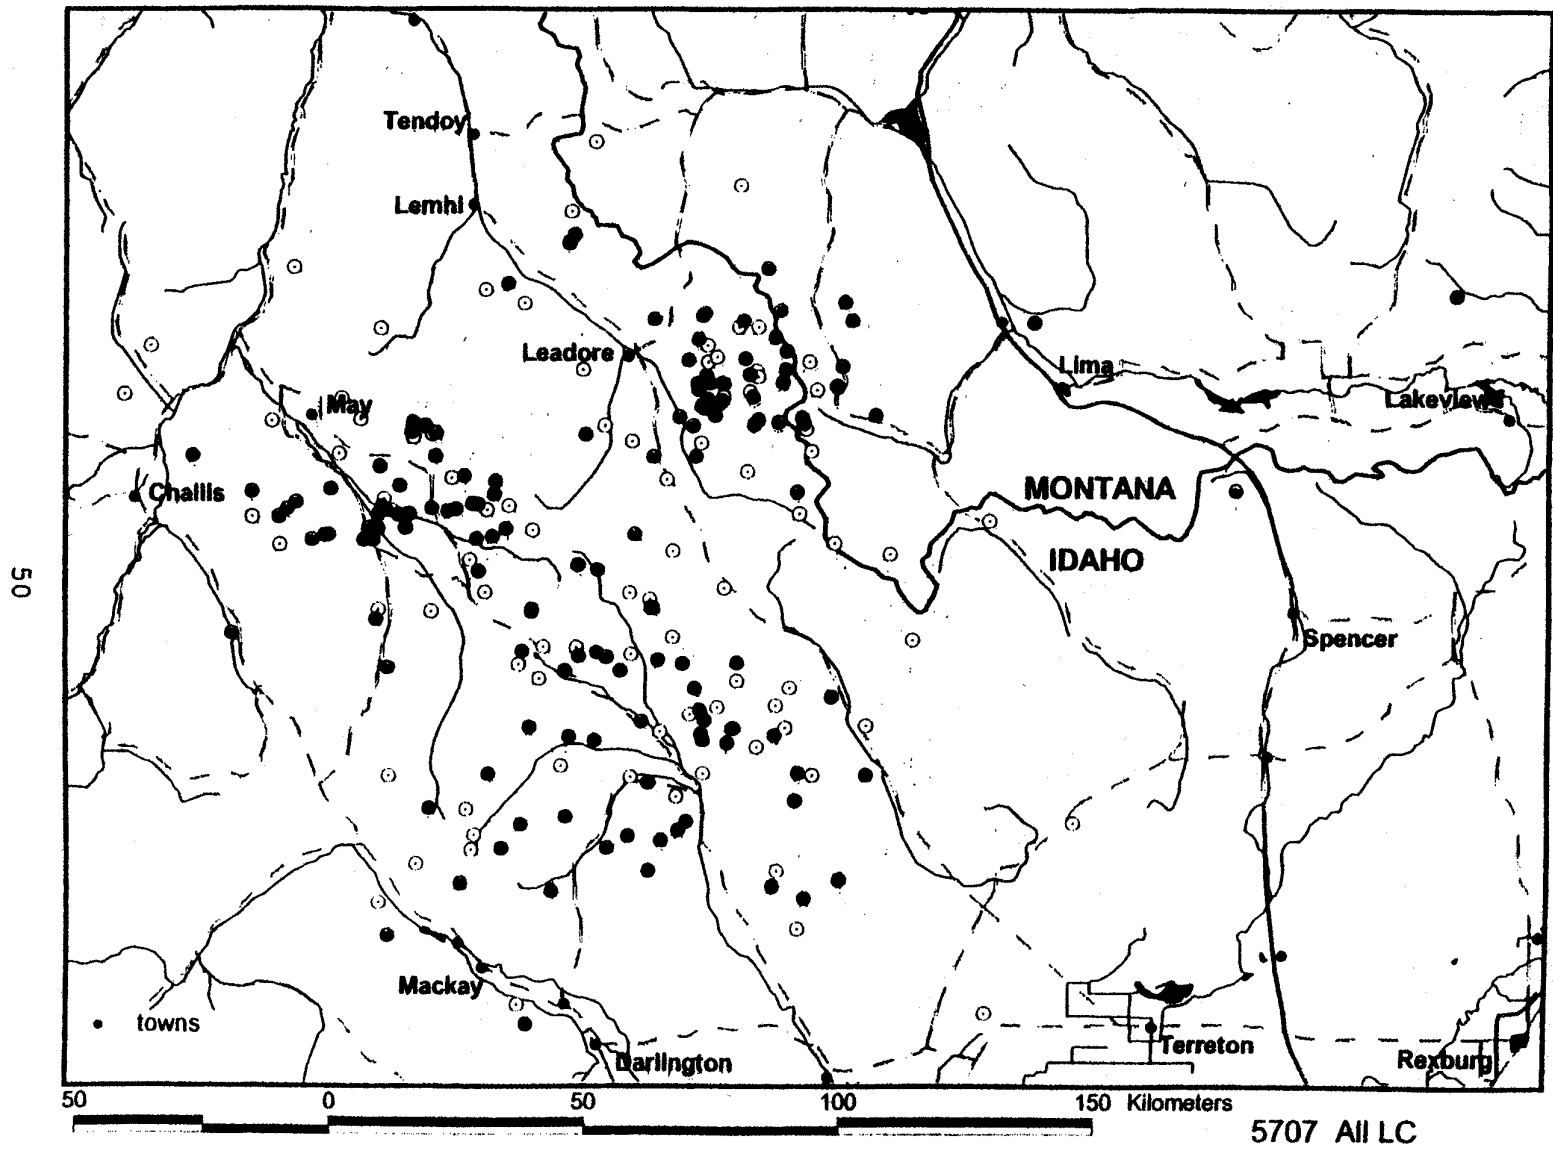 Tendoy
Lemhi
Leadore
May
Lima
Lakeview
Challis
MONTANA
IDAHO
Spencer
50
Mackay
towns
Darlington
Terreton
Rexburg
50 0 50 100 150 Kilometers
5707 All LC